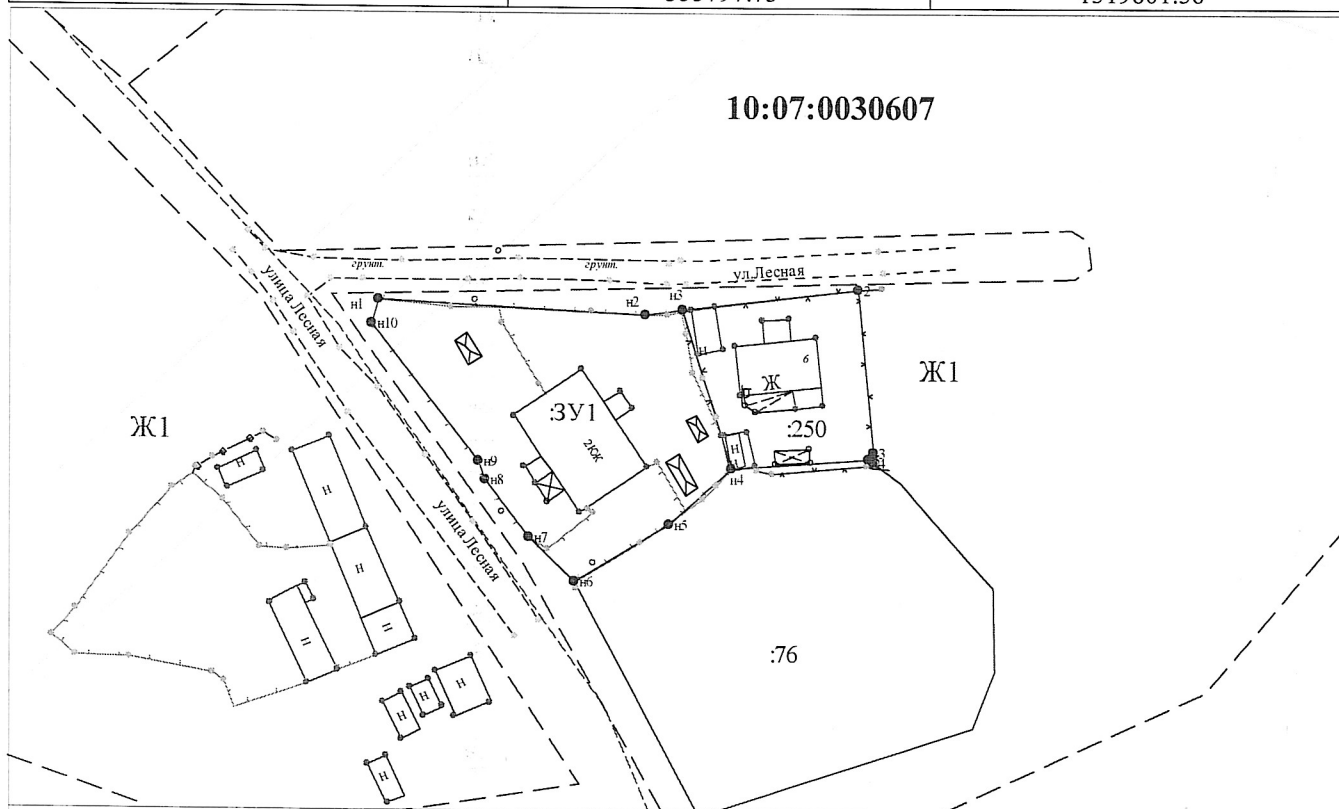 10:07:0030607
грунт.
грунт.
ул.Лесная
улица Лесная
н1
н2
н3
2
н10
н
6
Ж
Ж1
Ж1
:ЗУ1
:250
2КЖ
н
н
н9
н8
н4
3
н
н5
улица Лесная
н7
н6
н
н
:76
н
н
н
н